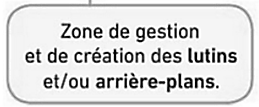 Zone de gestion
et de création des lutins
et/ou arrière-plans.